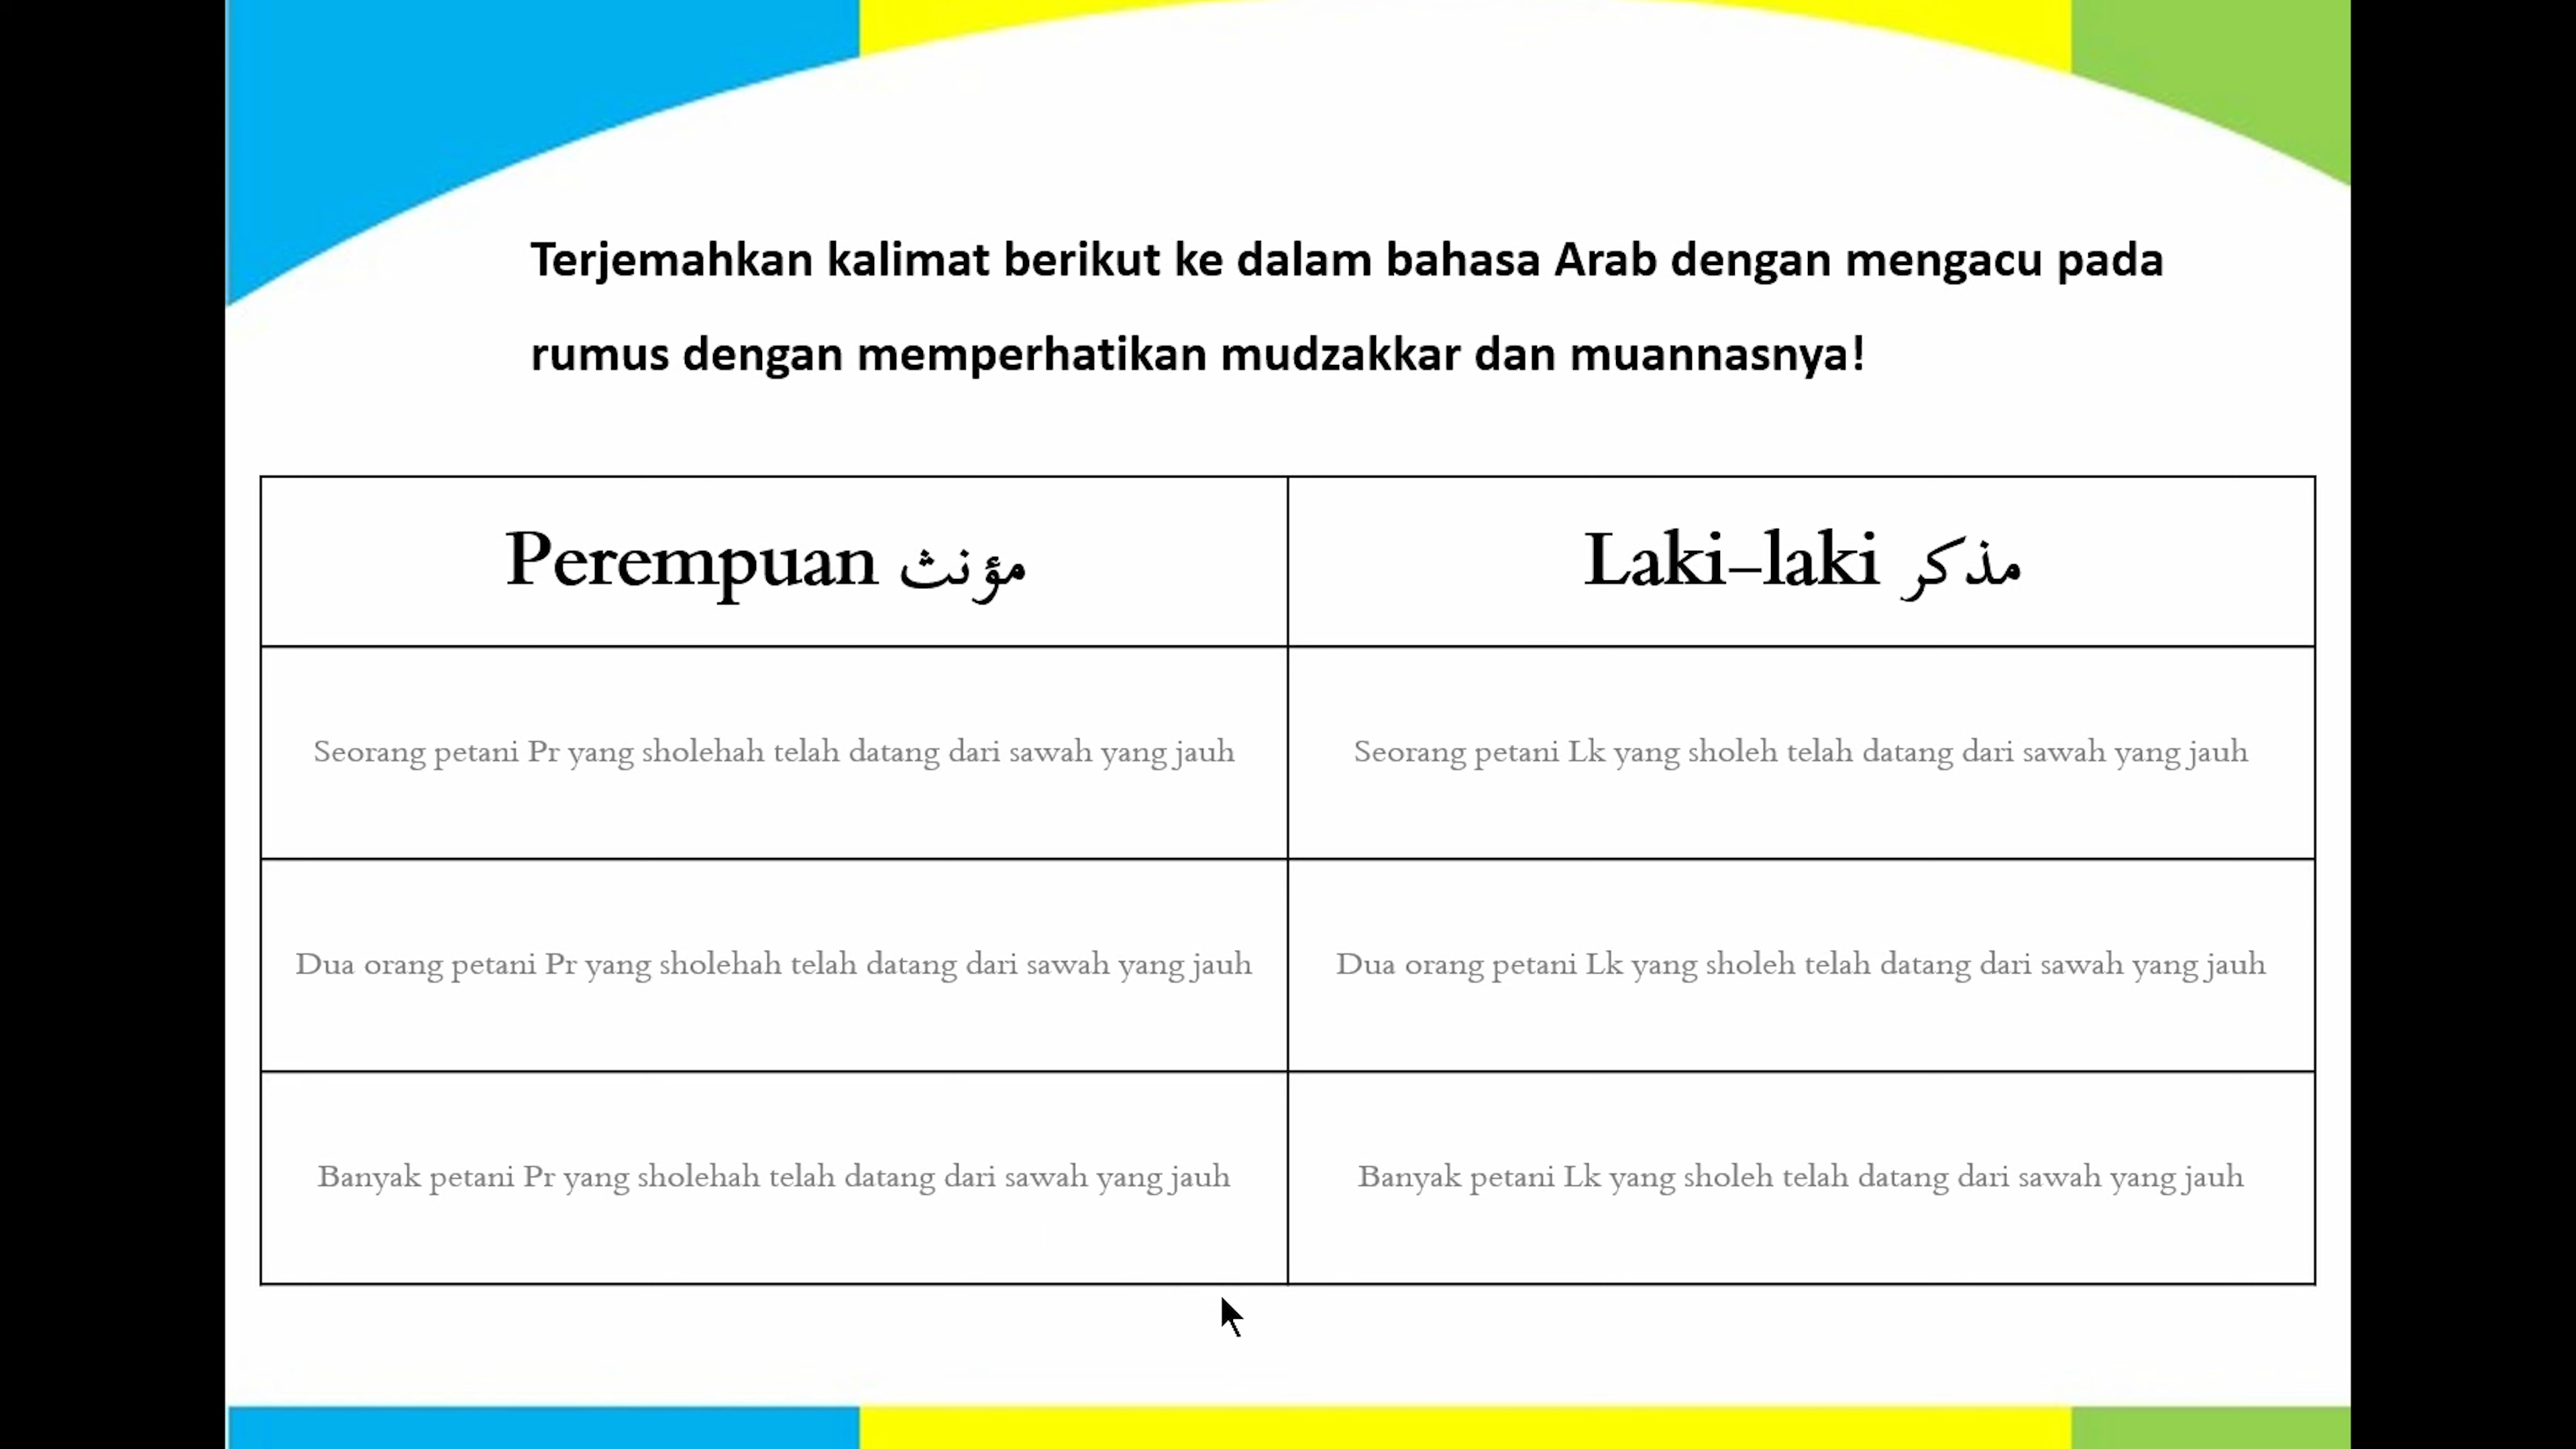 Terjemahkan kalimat berikut ke dalam bahasa Arab dengan mengacu pada
rumus dengan memperhatikan mudzakkar dan muannasnya!
Perempuan مؤنث
Laki-laki مذكر
Seorang petani Pr yang sholehah telah datang dari sawah yang jauh
Seorang petani Lk yang sholeh telah datang dari sawah yang jauh
Dua orang petani Pr yang sholehah telah datang dari sawah yang jauh
Dua orang petani Lk yang sholeh telah datang dari sawah yang jauh
Banyak petani Pr yang sholehah telah datang dari sawah yang jauh
Banyak petani Lk yang sholeh telah datang dari sawah yang jauh